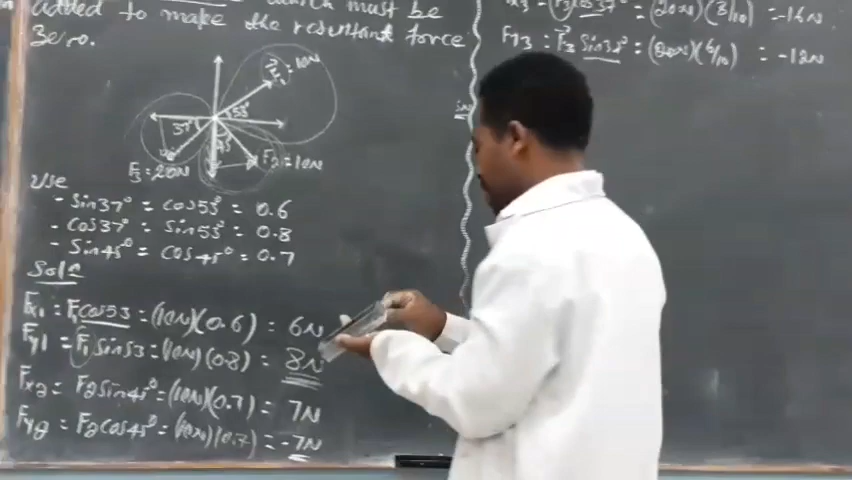 added to make the resultant force
zero.
F₁ = 10N
53°
37°
45°
F₃ = 20N
F₂ = 10N
Use
- Sin37° = Cos53° = 0.6
- Cos37° = Sin53° = 0.8
- Sin45° = Cos45° = 0.7
Soln
Fx1 = F₁Cos53 = (10N)(0.6) = 6N
Fy1 = F₁Sin53 = (10N)(0.8) = 8N
Fx2 = F₂Sin45° = (10N)(0.7) = 7N
Fy2 = F₂Cos45° = (10N)(0.7) = -7N
= (20N)(8/10) = -16N
Fy3 = F₃ Sin37° = (20N)(6/10) = -12N